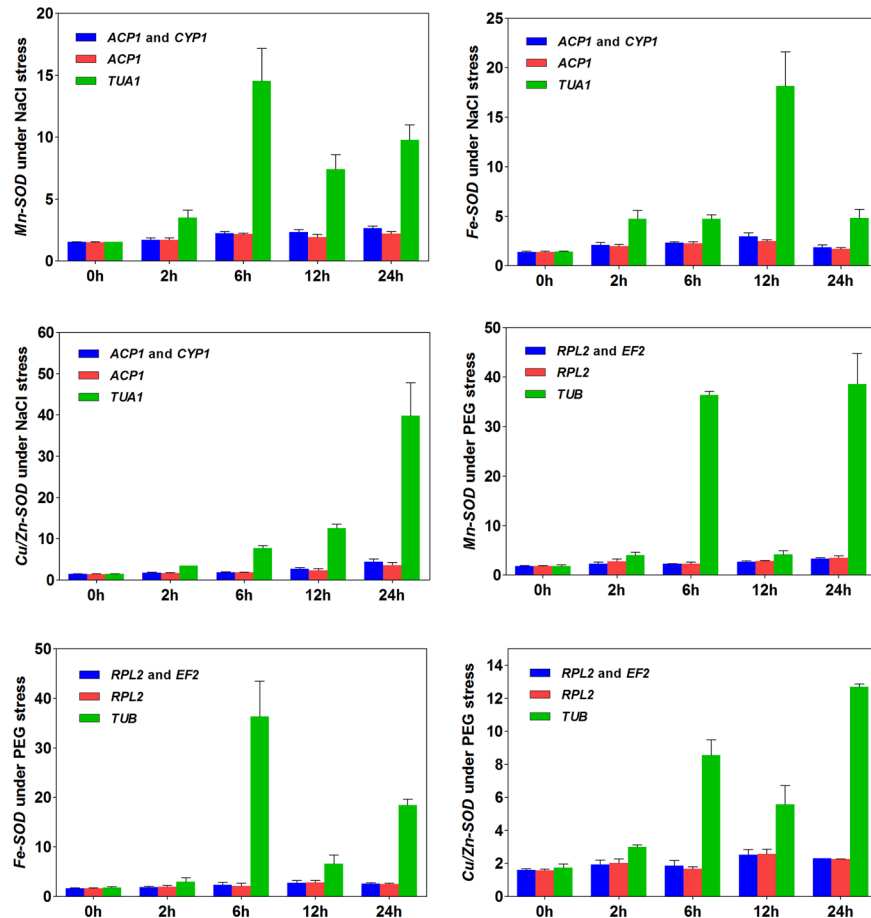 Mn-SOD under NaCl stress
20
15
10
5
0
ACP1 and CYP1
ACP1
TUA1
0h 2h 6h 12h 24h
Fe-SOD under NaCl stress
25
20
15
10
5
0
ACP1 and CYP1
ACP1
TUA1
0h 2h 6h 12h 24h
Cu/Zn-SOD under NaCl stress
60
50
40
30
20
10
0
ACP1 and CYP1
ACP1
TUA1
0h 2h 6h 12h 24h
Mn-SOD under PEG stress
50
40
30
20
10
0
RPL2 and EF2
RPL2
TUB
0h 2h 6h 12h 24h
Fe-SOD under PEG stress
50
40
30
20
10
0
RPL2 and EF2
RPL2
TUB
0h 2h 6h 12h 24h
Cu/Zn-SOD under PEG stress
14
12
10
8
6
4
2
0
RPL2 and EF2
RPL2
TUB
0h 2h 6h 12h 24h